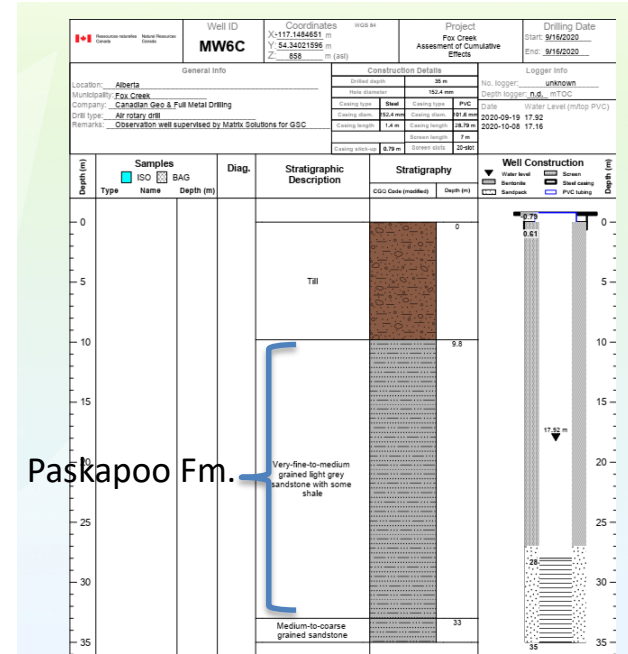 Ressources naturelles Canada
Natural Resources Canada
Well ID
MW6C
Coordinates WGS 84
X:-117.1484651 m
Y: 54.34021596 m
Z: 858 m (asl)
Project
Fox Creek
Assesment of Cumulative
Effects
Drilling Date
Start: 9/16/2020
End: 9/16/2020
General Info
Location: Alberta
Municipality: Fox Creek
Company: Canadian Geo & Full Metal Drilling
Drill type: Air rotary drill
Remarks: Observation well supervised by Matrix Solutions for GSC
Construction Details
Drilled depth 35 m
Hole diameter 152.4 mm
Casing type Steel Casing type PVC
Casing diam. 152.4 mm Casing diam. 101.6 mm
Casing length 1.4 m Casing length 28.79 m
Screen length 7 m
Casing stick-up 0.79 m Screen slots 20-slot
Logger Info
No. logger: unknown
Depth logger: n.d. mTOC
Date Water Level (m/top PVC)
2020-09-19 17.92
2020-10-08 17.16
Depth (m)
Samples
ISO BAG
Type Name Depth (m)
Diag.
Stratigraphic
Description
Stratigraphy
CGQ Code (modified) Depth (m)
Well Construction
Water level Screen
Bentonite Steel casing
Sandpack PVC tubing
Depth (m)
-0.79
0 0 0
0.61
5 Till 5
9.8
10 10
15 15
17.92 m
20 20
Paskapoo Fm.
Very-fine-to-medium
grained light grey
sandstone with some
shale
25 25
28
30 30
33
Medium-to-coarse
grained sandstone
35 35 35